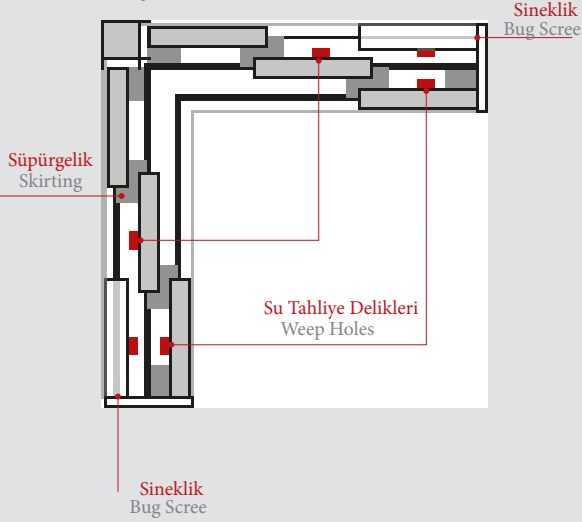 Sineklik
Bug Scree
Süpürgelik
Skirting
Su Tahliye Delikleri
Weep Holes
Sineklik
Bug Scree